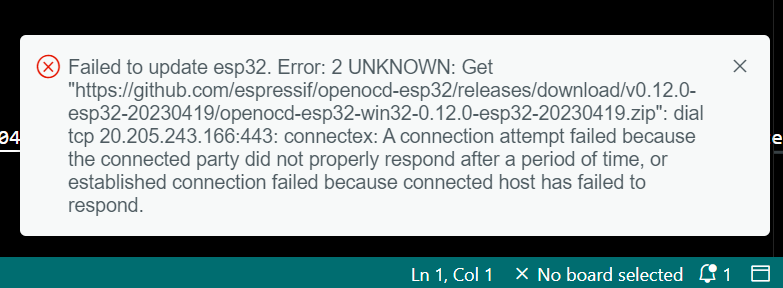 Failed to update esp32. Error: 2 UNKNOWN: Get
"https://github.com/espressif/openocd-esp32/releases/download/v0.12.0-
esp32-20230419/openocd-esp32-win32-0.12.0-esp32-20230419.zip": dial
tcp 20.205.243.166:443: connectex: A connection attempt failed because
04
the connected party did not properly respond after a period of time, or
e
established connection failed because connected host has failed to
respond.
Ln 1, Col 1 No board selected 1